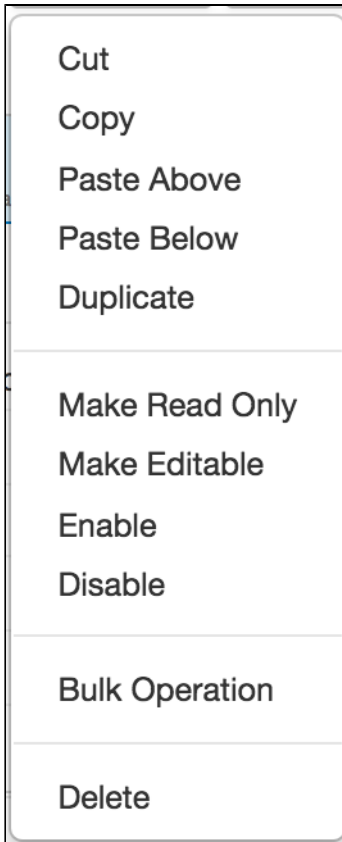 Cut
Copy
Paste Above
Paste Below
Duplicate
Make Read Only
Make Editable
Enable
Disable
Bulk Operation
Delete